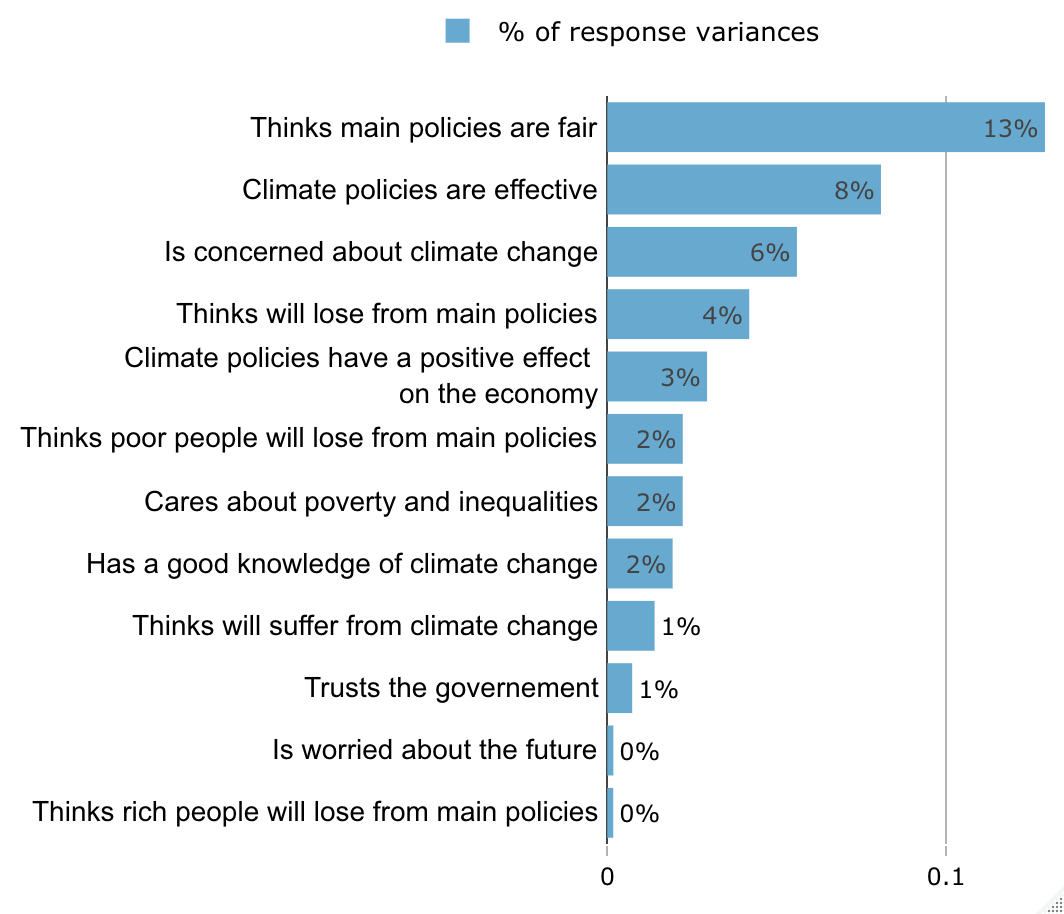 % of response variances
Thinks main policies are fair 13%
Climate policies are effective 8%
Is concerned about climate change 6%
Thinks will lose from main policies 4%
Climate policies have a positive effect
on the economy 3%
Thinks poor people will lose from main policies 2%
Cares about poverty and inequalities 2%
Has a good knowledge of climate change 2%
Thinks will suffer from climate change 1%
Trusts the governement 1%
Is worried about the future 0%
Thinks rich people will lose from main policies 0%
0 0.1